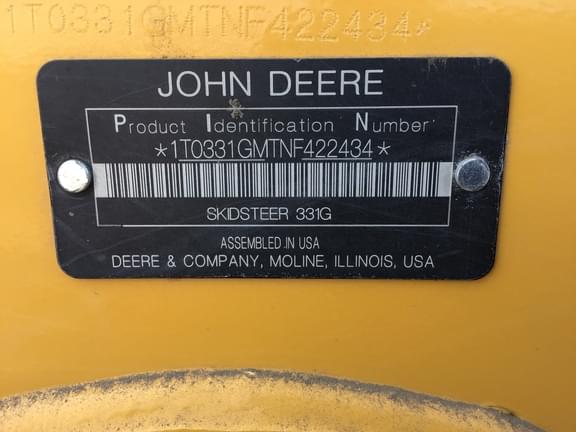 1T0331GMTNF422434*
JOHN DEERE
Product Identification Number
*1T0331GMTNF422434*
SKIDSTEER 331G
ASSEMBLED IN USA
DEERE & COMPANY, MOLINE, ILLINOIS, USA